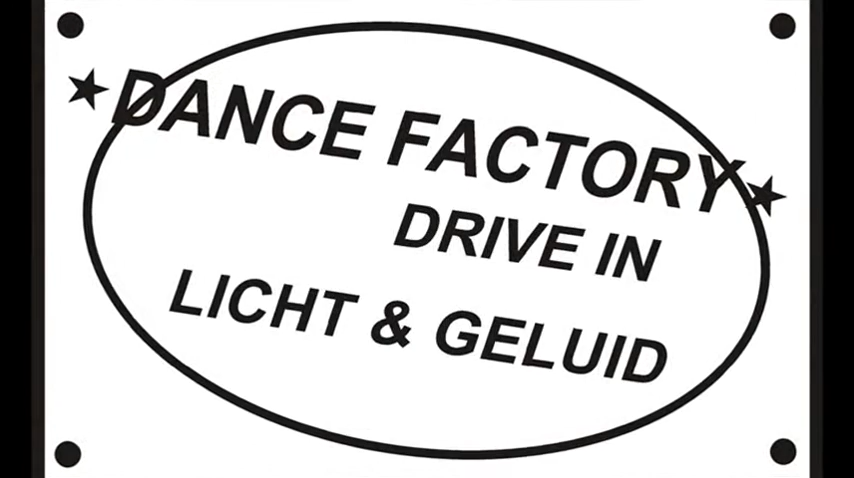 ★DANCE FACTORY★
DRIVE IN
LICHT & GELUID